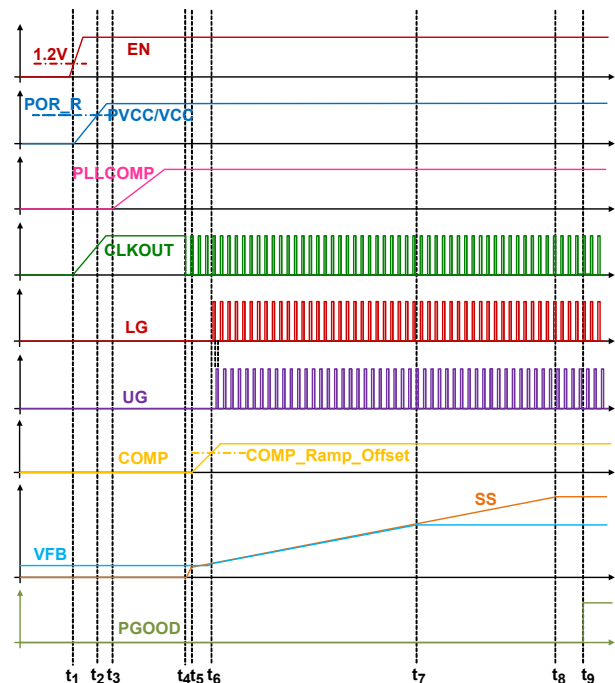 1.2V
EN
POR_R
PVCC/VCC
PLLCOMP
CLKOUT
LG
UG
COMP
COMP_Ramp_Offset
SS
VFB
PGOOD
t1 t2 t3 t4 t5 t6 t7 t8 t9